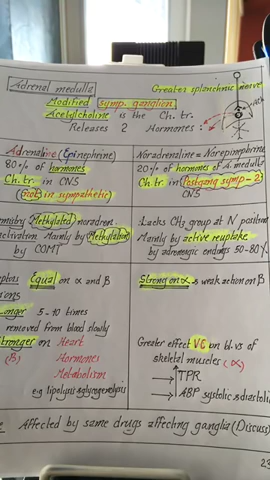 Adrenal medulla
Greater splanchnic nerve
Modified symp. ganglion
Acetylcholine is the Ch. tr.
Releases 2 Hormones:
Adrenaline (Epinephrine)
80% of hormones
Ch. tr. in CNS
(not in sympathetic)
Noradrenaline = Norepinephrine
20% of hormones of A. medulla
Ch. tr. in (Postgang symp -
CNS
Methylated noradren.
Mainly by Methylation
by COMT
Lacks CH3 group at N position
Mainly by active reuptake
by adrenergic endings 50-80%
Equal on α and β
5-10 times
removed from blood slowly
Stronger on Heart
(β) Hormones
Metabolism
e.g lipolysis & glycogenolysis
Strong on α & weak action on β
Greater effect VC on bl. vs of
skeletal muscles (α)
→ ↑ TPR
→ ↑ ABP systolic & diastolic
Affected by same drugs affecting ganglia (Discuss)